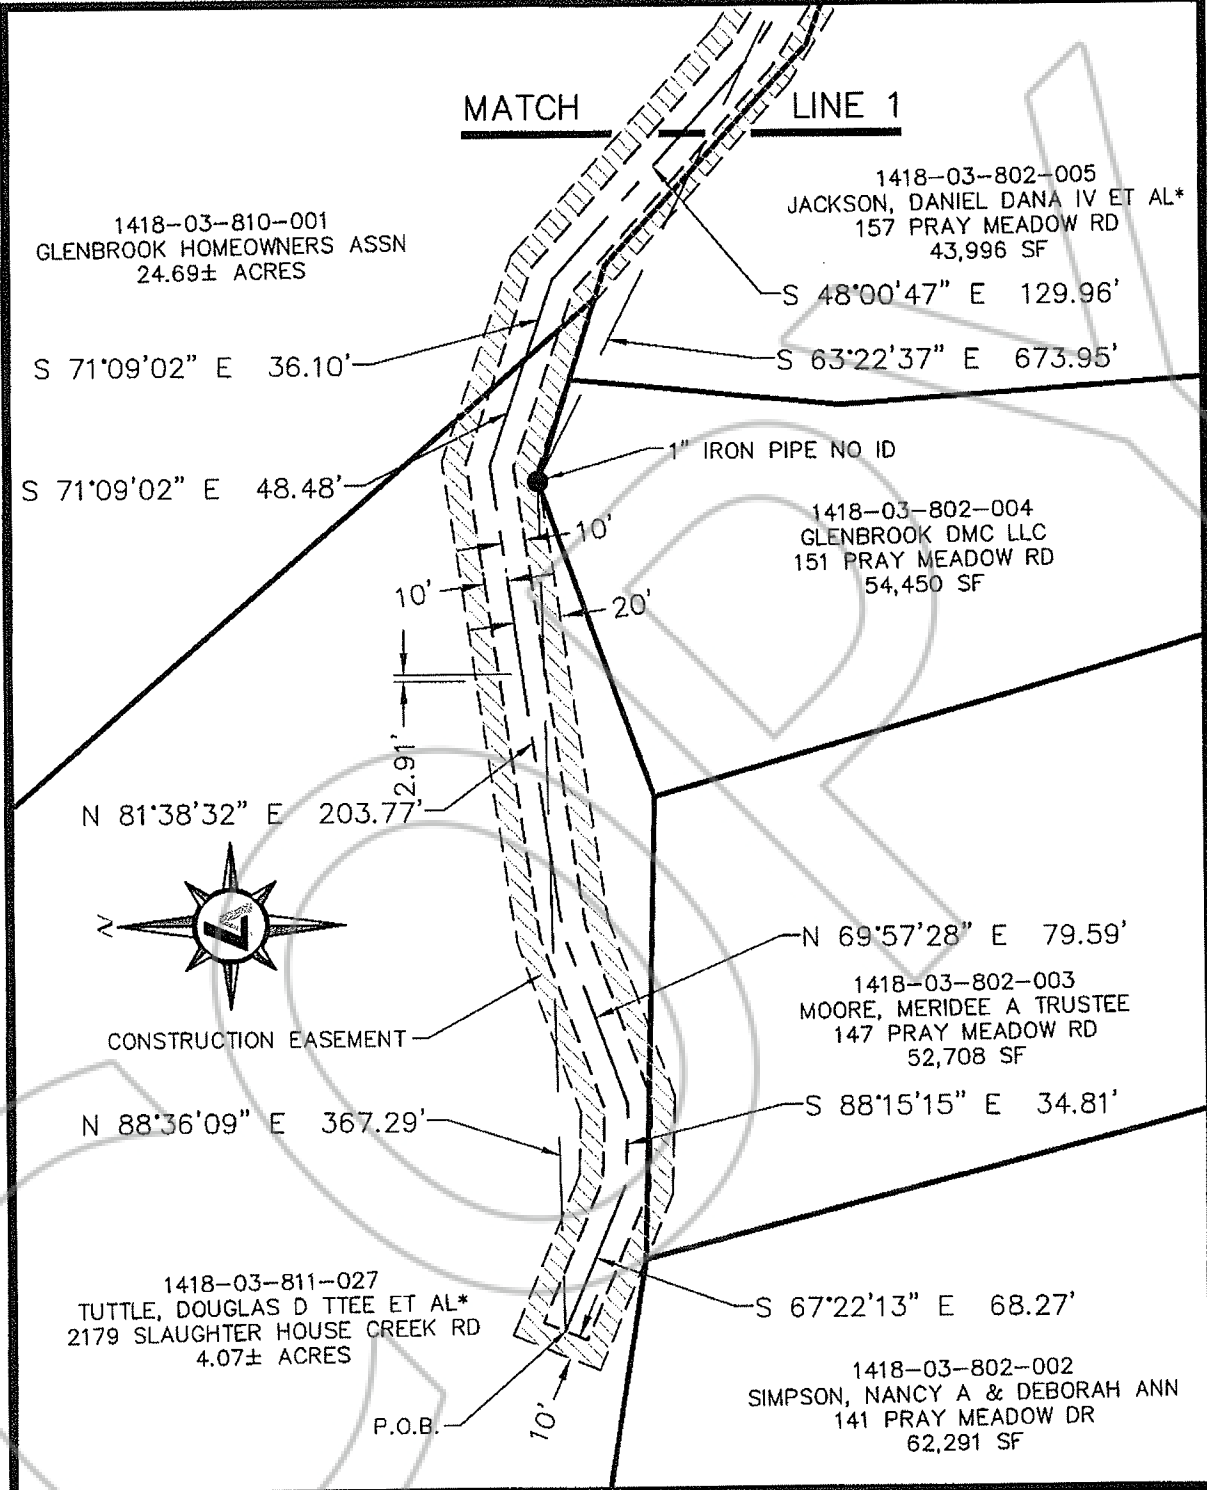 MATCH LINE 1
1418-03-802-005
JACKSON, DANIEL DANA IV ET AL*
157 PRAY MEADOW RD
43,996 SF
1418-03-810-001
GLENBROOK HOMEOWNERS ASSN
24.69± ACRES
S 48°00'47" E 129.96'
S 71°09'02" E 36.10'
S 63°22'37" E 673.95'
1" IRON PIPE NO ID
S 71°09'02" E 48.48'
1418-03-802-004
GLENBROOK DMC LLC
151 PRAY MEADOW RD
54,450 SF
10'
10'
20'
2.91'
N 81°38'32" E 203.77'
N
N 69°57'28" E 79.59'
1418-03-802-003
MOORE, MERIDEE A TRUSTEE
147 PRAY MEADOW RD
52,708 SF
CONSTRUCTION EASEMENT
S 88°15'15" E 34.81'
N 88°36'09" E 367.29'
1418-03-811-027
TUTTLE, DOUGLAS D TTEE ET AL*
2179 SLAUGHTER HOUSE CREEK RD
4.07± ACRES
S 67°22'13" E 68.27'
1418-03-802-002
SIMPSON, NANCY A & DEBORAH ANN
141 PRAY MEADOW DR
62,291 SF
P.O.B.
10'
COPY